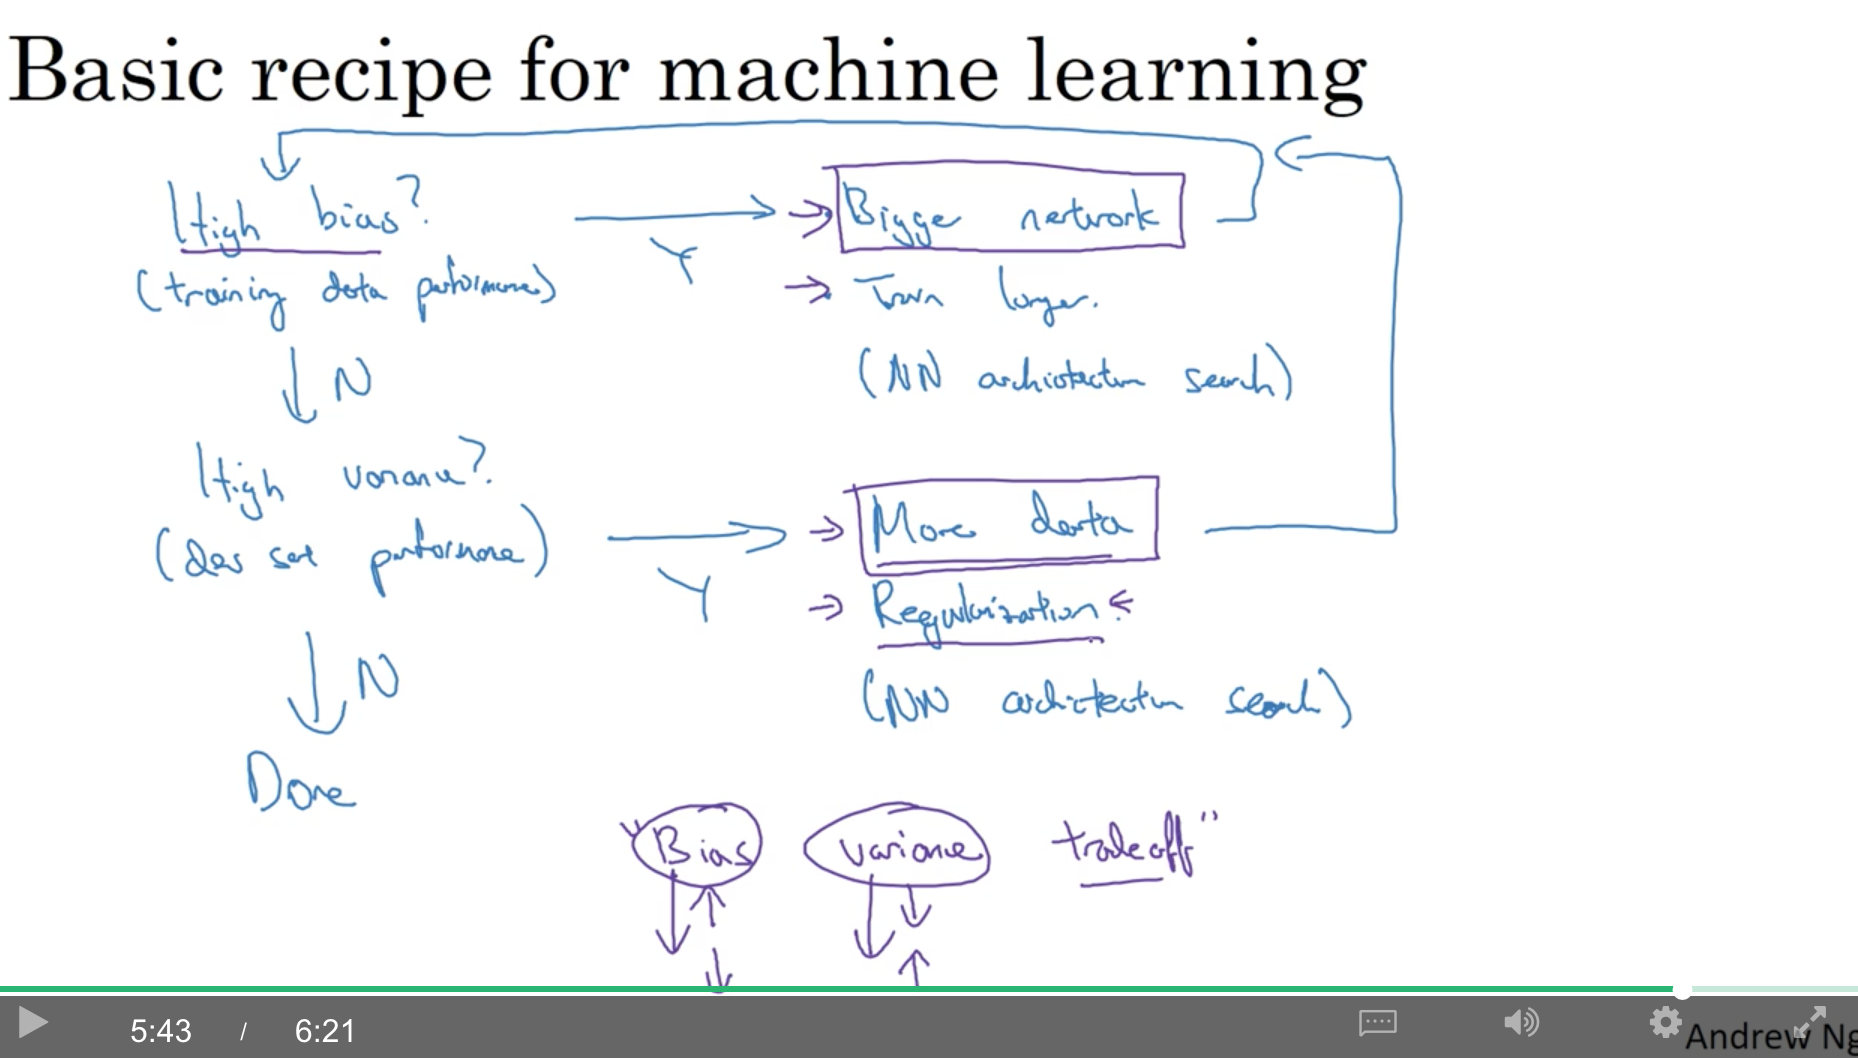 Basic recipe for machine learning
High bias? Y Bigger network
(training data performance) Train longer.
N (NN architecture search)
High variance? Y More data
(dev set performance) Regularization
N (NN architecture search)
Done
"Bias variance tradeoff"
5:43 / 6:21
Andrew Ng